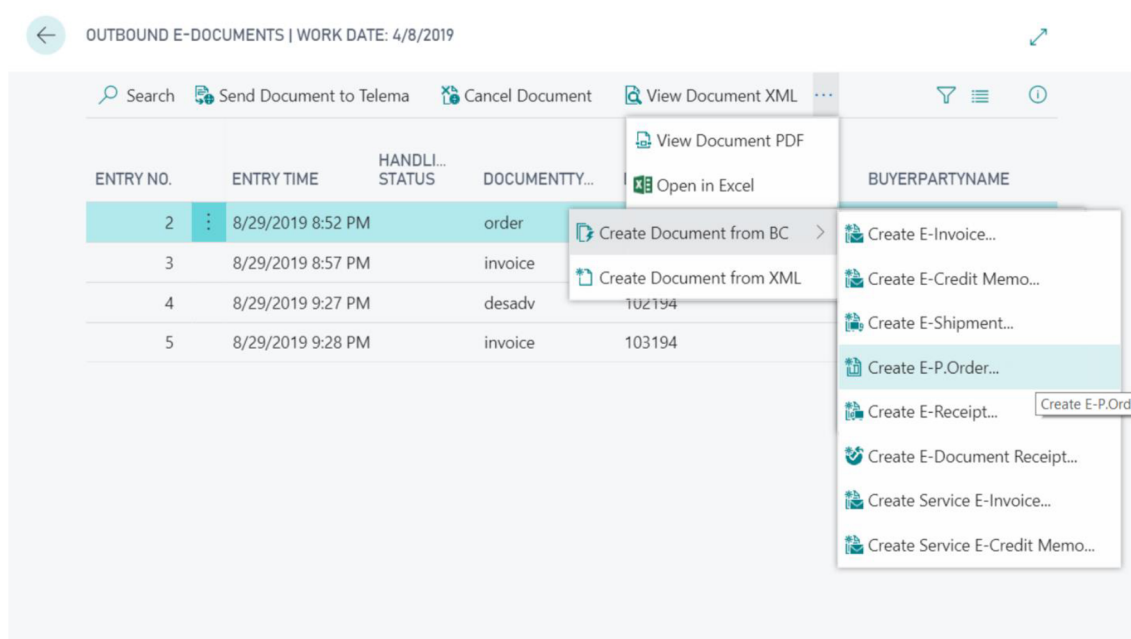 OUTBOUND E-DOCUMENTS | WORK DATE: 4/8/2019
Search Send Document to Telema Cancel Document View Document XML ...
View Document PDF
Open in Excel
ENTRY NO. ENTRY TIME HANDLI... STATUS DOCUMENTTY... BUYERPARTYNAME
2 8/29/2019 8:52 PM order
3 8/29/2019 8:57 PM invoice
4 8/29/2019 9:27 PM desadv 102194
5 8/29/2019 9:28 PM invoice 103194
Create Document from BC
Create Document from XML
Create E-Invoice...
Create E-Credit Memo...
Create E-Shipment...
Create E-P.Order...
Create E-P.Ord
Create E-Receipt...
Create E-Document Receipt...
Create Service E-Invoice...
Create Service E-Credit Memo...